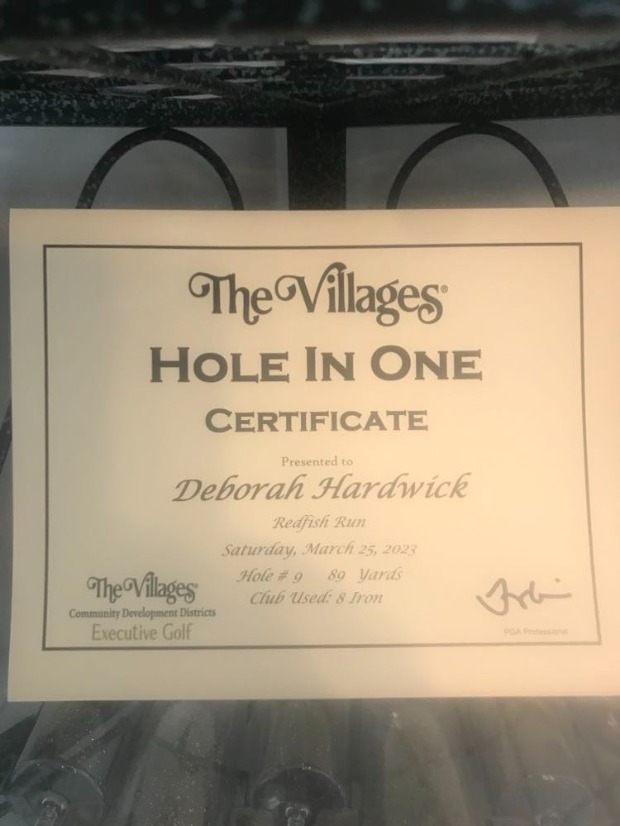 The Villages®
HOLE IN ONE
CERTIFICATE
Presented to
Deborah Hardwick
Redfish Run
Saturday, March 25, 2023
Hole # 9 89 Yards
Club Used: 8 Iron
The Villages®
Community Development Districts
Executive Golf
PGA Professional